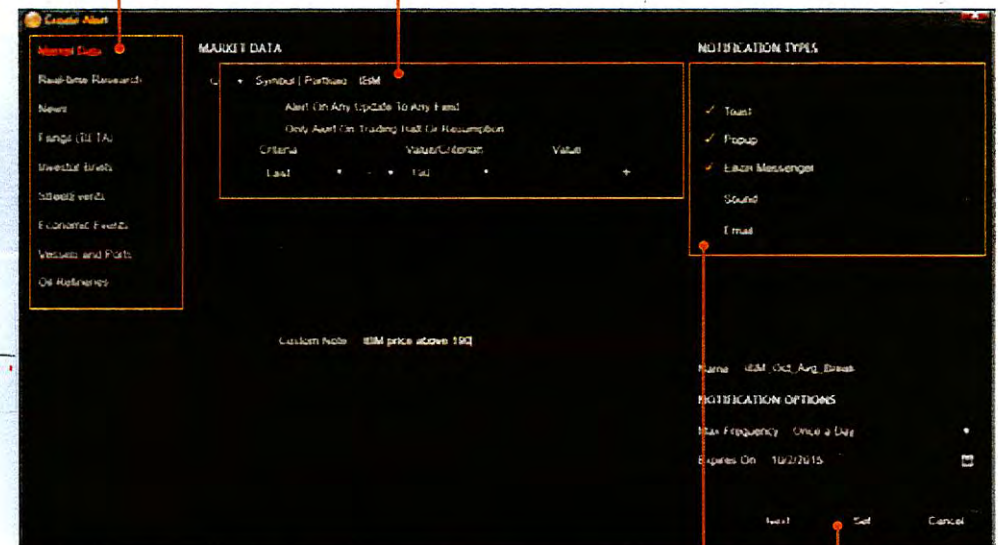 Create Alert
Market Data
Real-time Research
News
Filings (
Investor Briefs
StreetEvents
Economic Events
Vessels and Ports
Oil Refineries
MARKET DATA
Symbol | Portfolio IBM
Alert On Any Update To Any Field
Only Alert On Trading Halt Or Resumption
Criteria Value/Criterion Value
Last 190 +
Custom Note IBM price above 190
NOTIFICATION TYPES
✓ Toast
✓ Popup
✓ Eikon Messenger
Sound
Email
Name IBM_Oct_Avg_Break
NOTIFICATION OPTIONS
Max Frequency Once a Day
Expires On 10/2/2015
Next Set Cancel